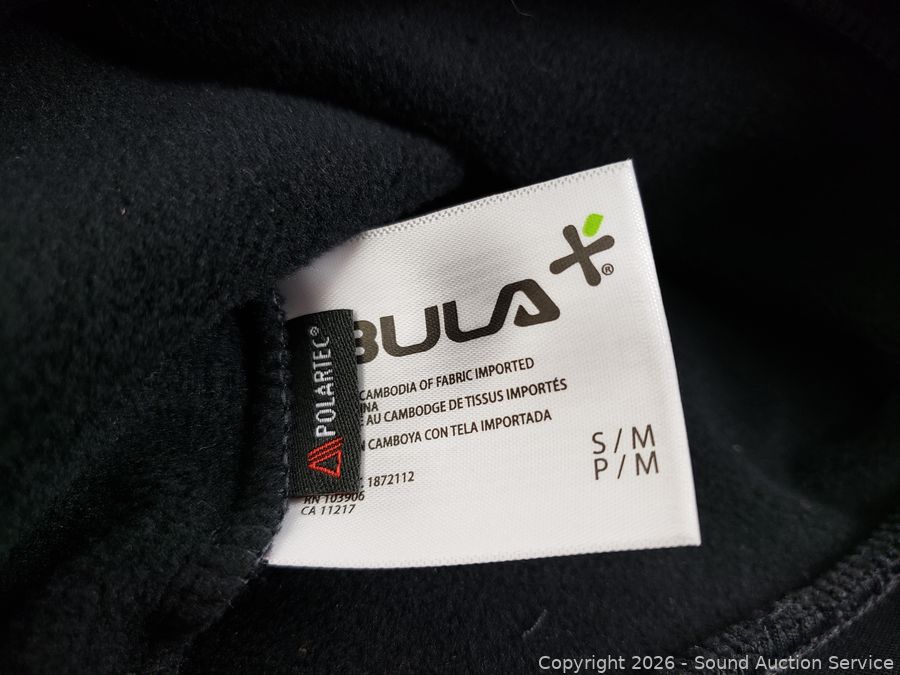 BULA
®
POLARTEC®
CAMBODIA OF FABRIC IMPORTED
INA
AU CAMBODGE DE TISSUS IMPORTÉS
CAMBOYA CON TELA IMPORTADA
S / M
P / M
1872112
RN 103906
CA 11217
Copyright 2026 - Sound Auction Service